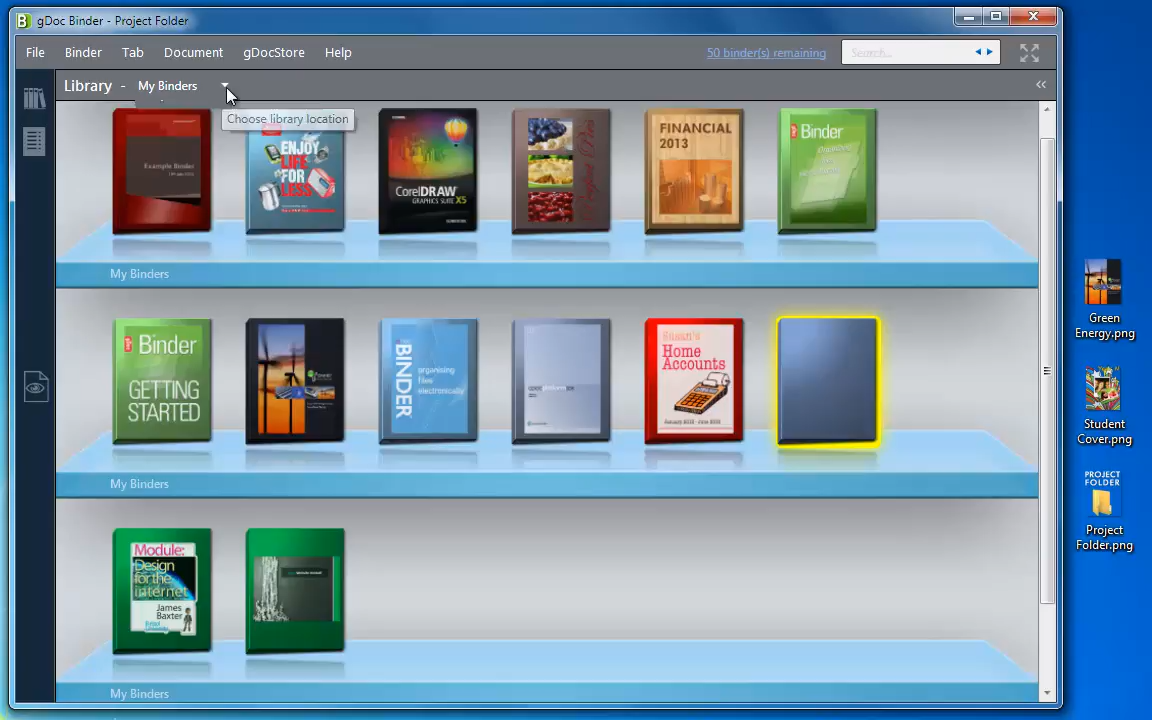 gDoc Binder - Project Folder
File Binder Tab Document gDocStore Help
50 binder(s) remaining
Search...
Library - My Binders
Choose library location
Example Binder
ENJOY
LIFE
FOR
LESS
CorelDRAW
GRAPHICS SUITE X5
FINANCIAL
2013
Binder
My Binders
Binder
GETTING
STARTED
BINDER
organising
files
electronically
Susan's
Home
Accounts
My Binders
Module:
Design
for the
internet
James
Baxter
My Binders
Green
Energy.png
Student
Cover.png
PROJECT
FOLDER
Project
Folder.png